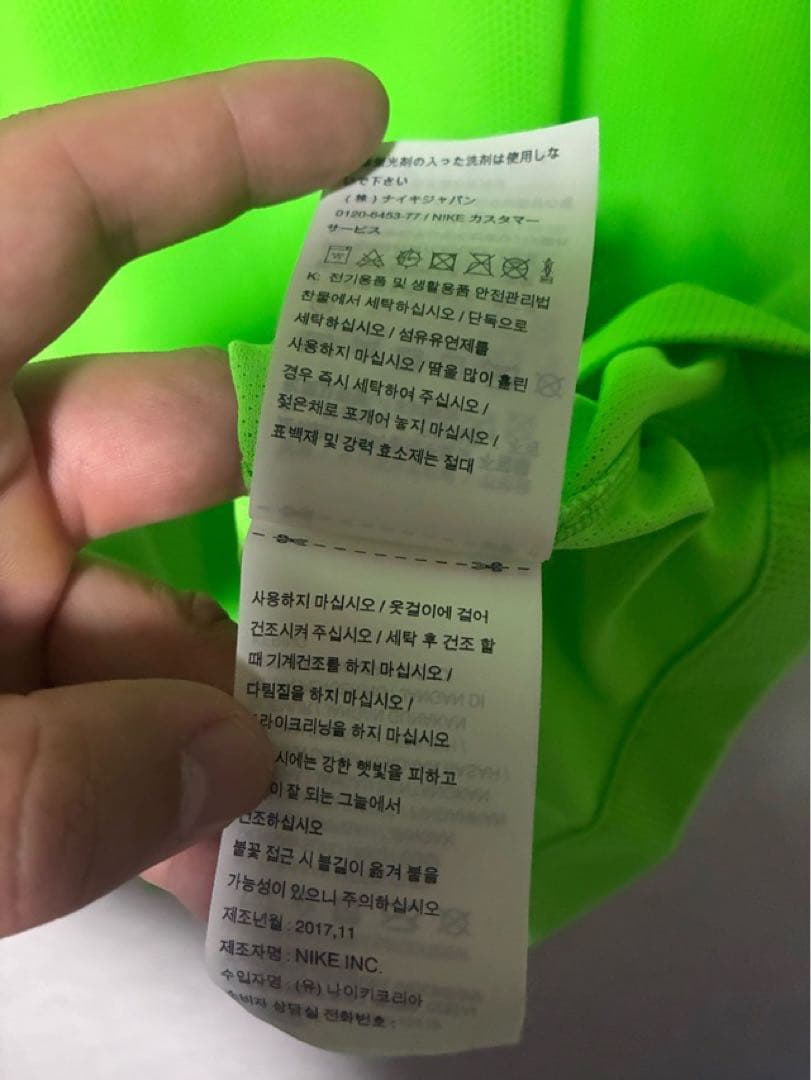 光剤の入った洗剤は使用しな
で下さい
(株)ナイキジャパン
0120-6453-77 / NIKE カスタマー
サービス
K: 전기용품 및 생활용품 안전관리법
찬물에서 세탁하십시오 / 단독으로
세탁하십시오 / 섬유유연제를
사용하지 마십시오 / 땀을 많이 흘린
경우 즉시 세탁하여 주십시오 /
젖은채로 포개어 놓지 마십시오 /
표백제 및 강력 효소제는 절대
사용하지 마십시오 / 옷걸이에 걸어
건조시켜 주십시오 / 세탁 후 건조 할
때 기계건조를 하지 마십시오 /
다림질을 하지 마십시오 /
라이크리닝을 하지 마십시오
시에는 강한 햇빛을 피하고
이 잘 되는 그늘에서
건조하십시오
불꽃 접근 시 불길이 옮겨 붙을
가능성이 있으니 주의하십시오
제조년월 : 2017,11
제조자명 : NIKE INC.
수입자명 : (유) 나이키코리아
소비자 상담실 전화번호 :